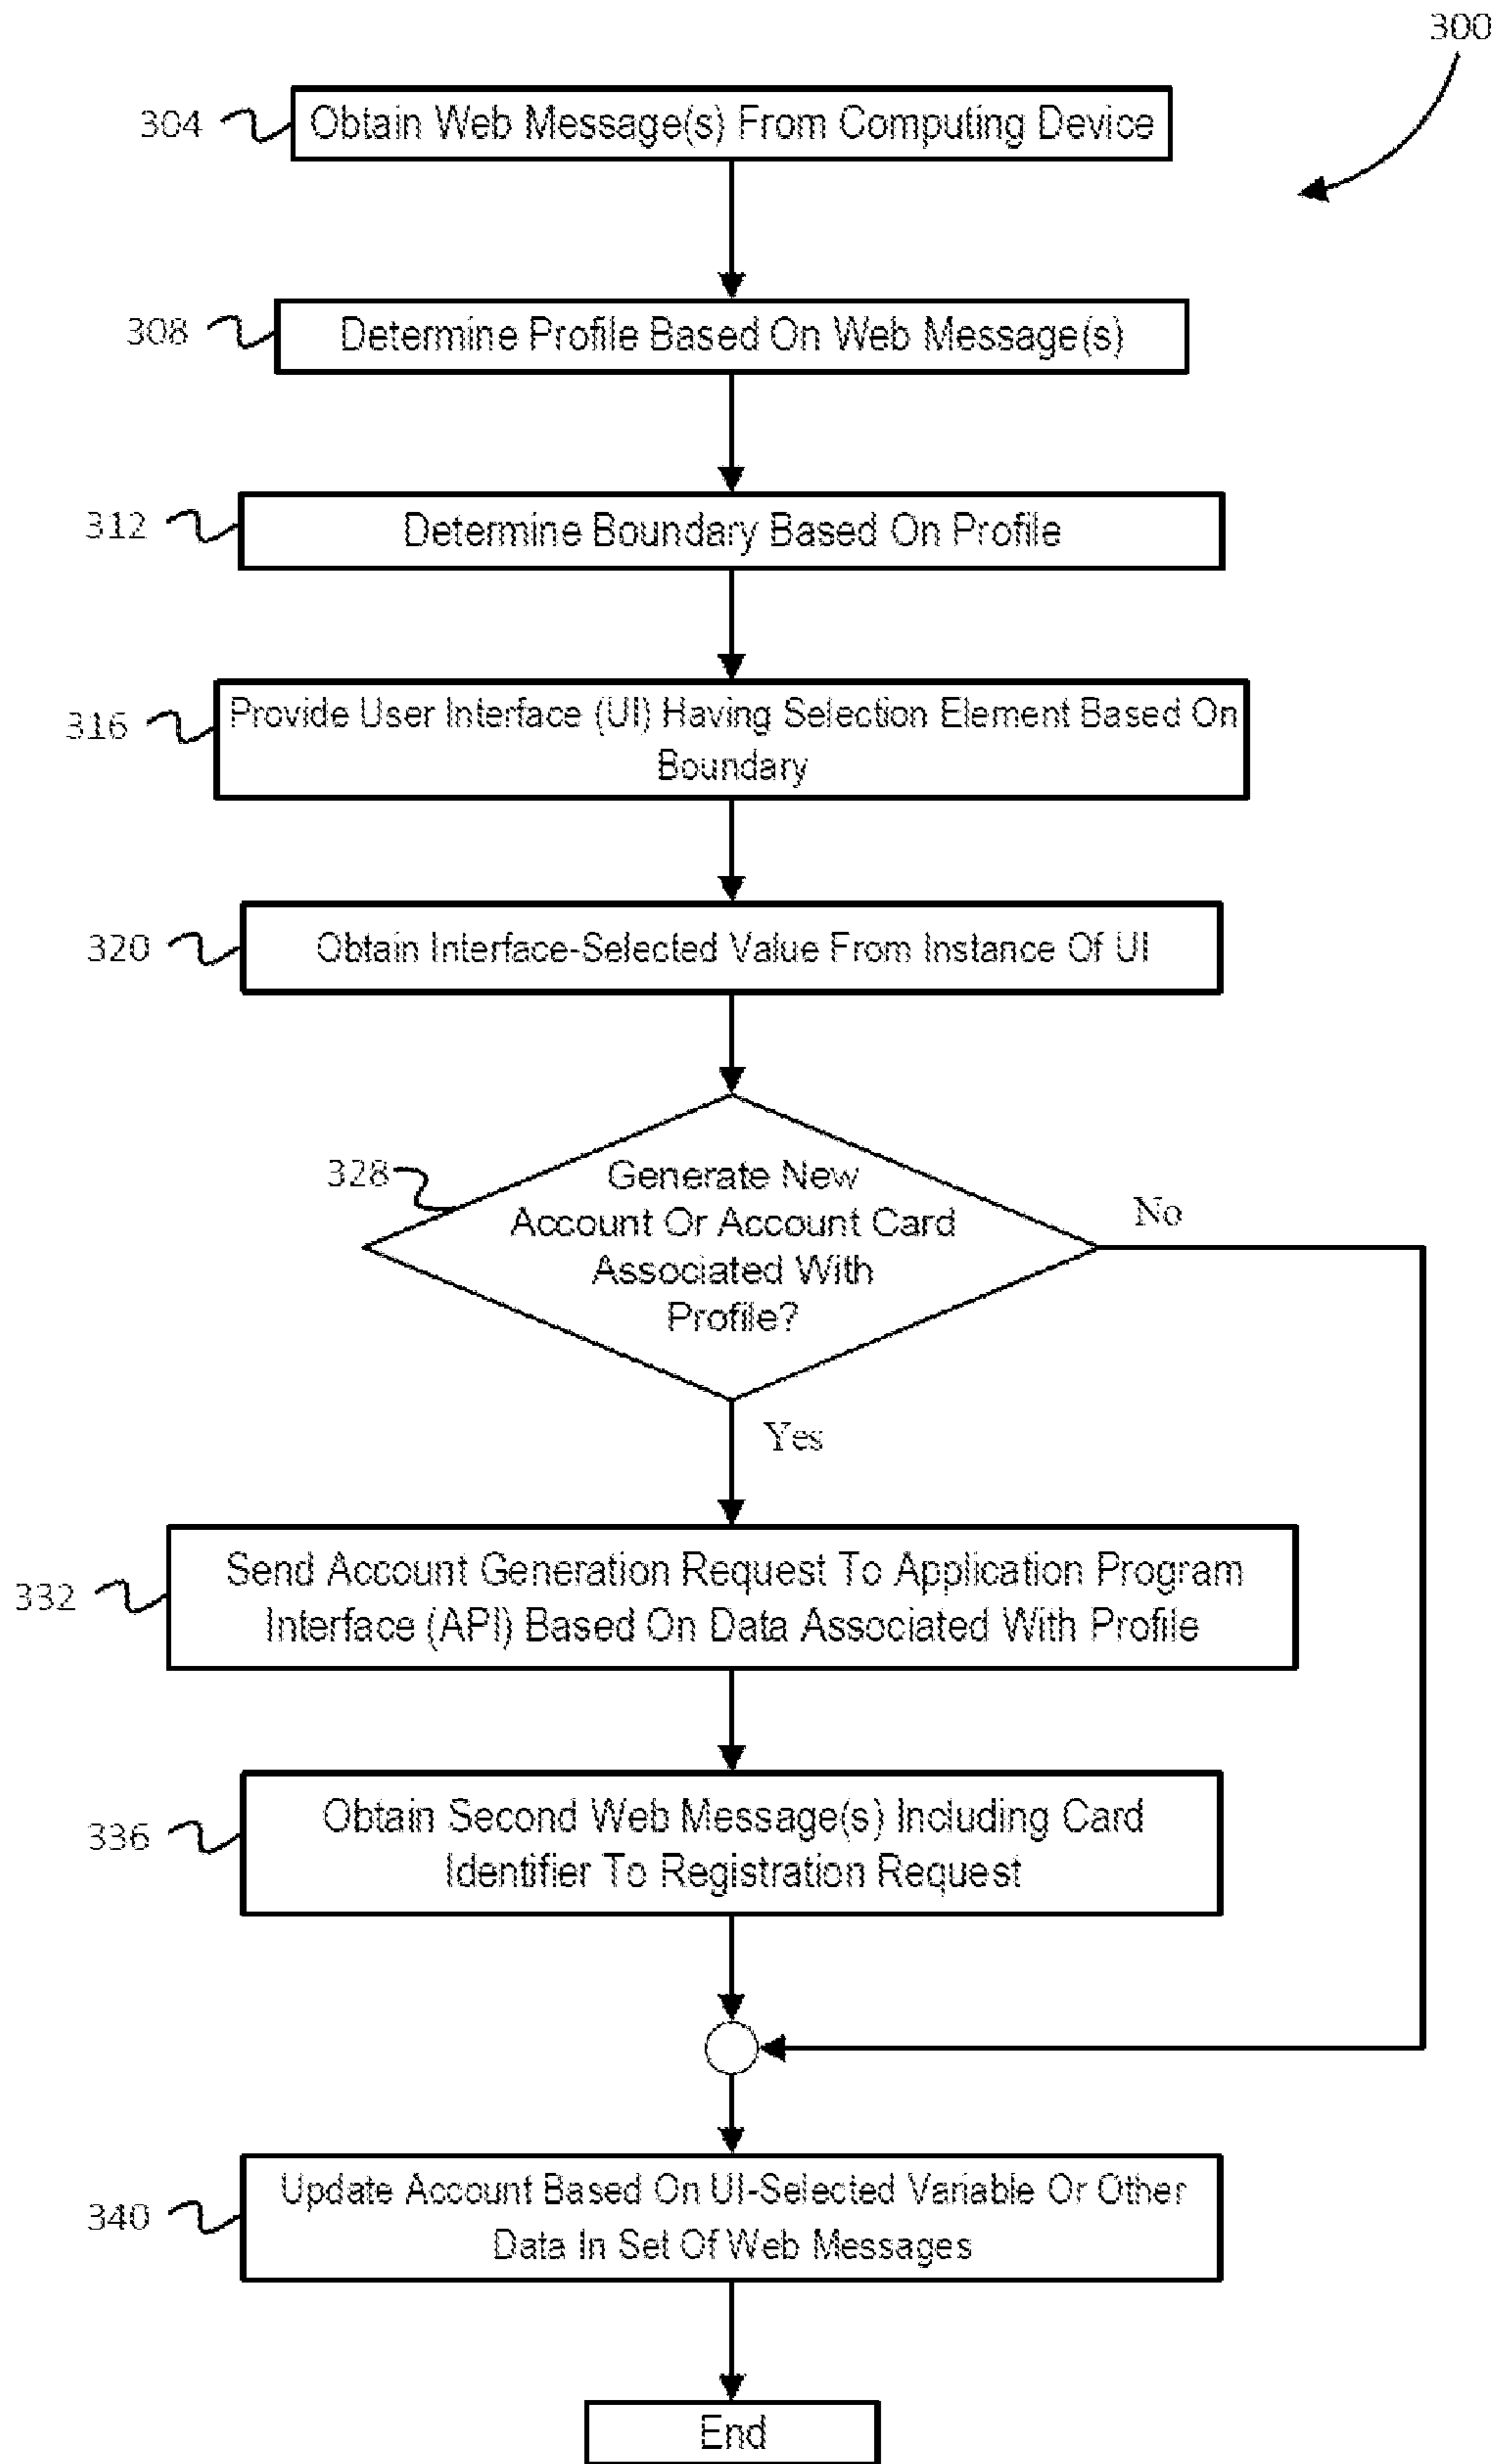 300
304
Obtain Web Message(s) From Computing Device
308
Determine Profile Based On Web Message(s)
312
Determine Boundary Based On Profile
316
Provide User Interface (UI) Having Selection Element Based On
Boundary
320
Obtain Interface-Selected Value From Instance Of UI
328
Generate New
Account Or Account Card
Associated With
Profile?
No
Yes
332
Send Account Generation Request To Application Program
Interface (API) Based On Data Associated With Profile
336
Obtain Second Web Message(s) Including Card
Identifier To Registration Request
340
Update Account Based On UI-Selected Variable Or Other
Data In Set Of Web Messages
End